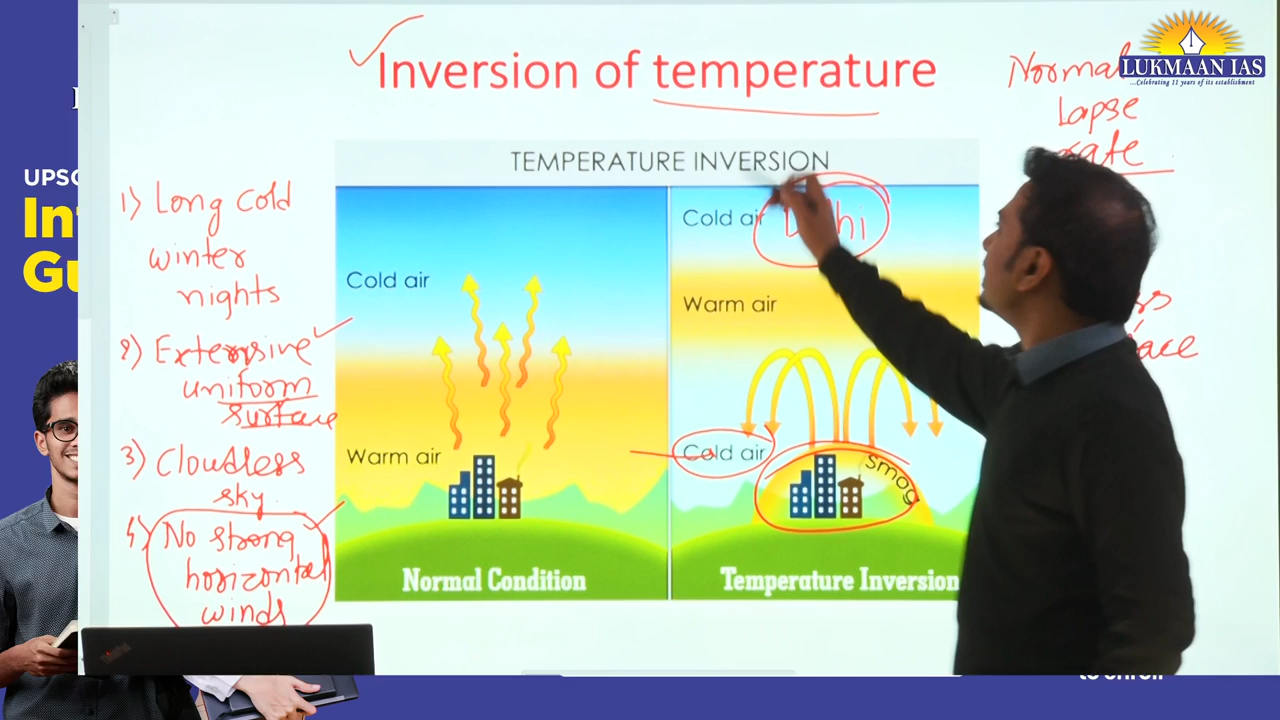 Inversion of temperature
LUKMAAN IAS
...Celebrating 11 years of its establishment
Normal
Lapse
rate
UPSC
TEMPERATURE INVERSION
1) Long cold
winter
nights
2) Extensive
uniform
surface
3) Cloudless
sky
4) No strong
horizontal
winds
Cold air
Warm air
Normal Condition
Cold air
Warm air
Cold air
smog
Temperature Inversion
to enroll